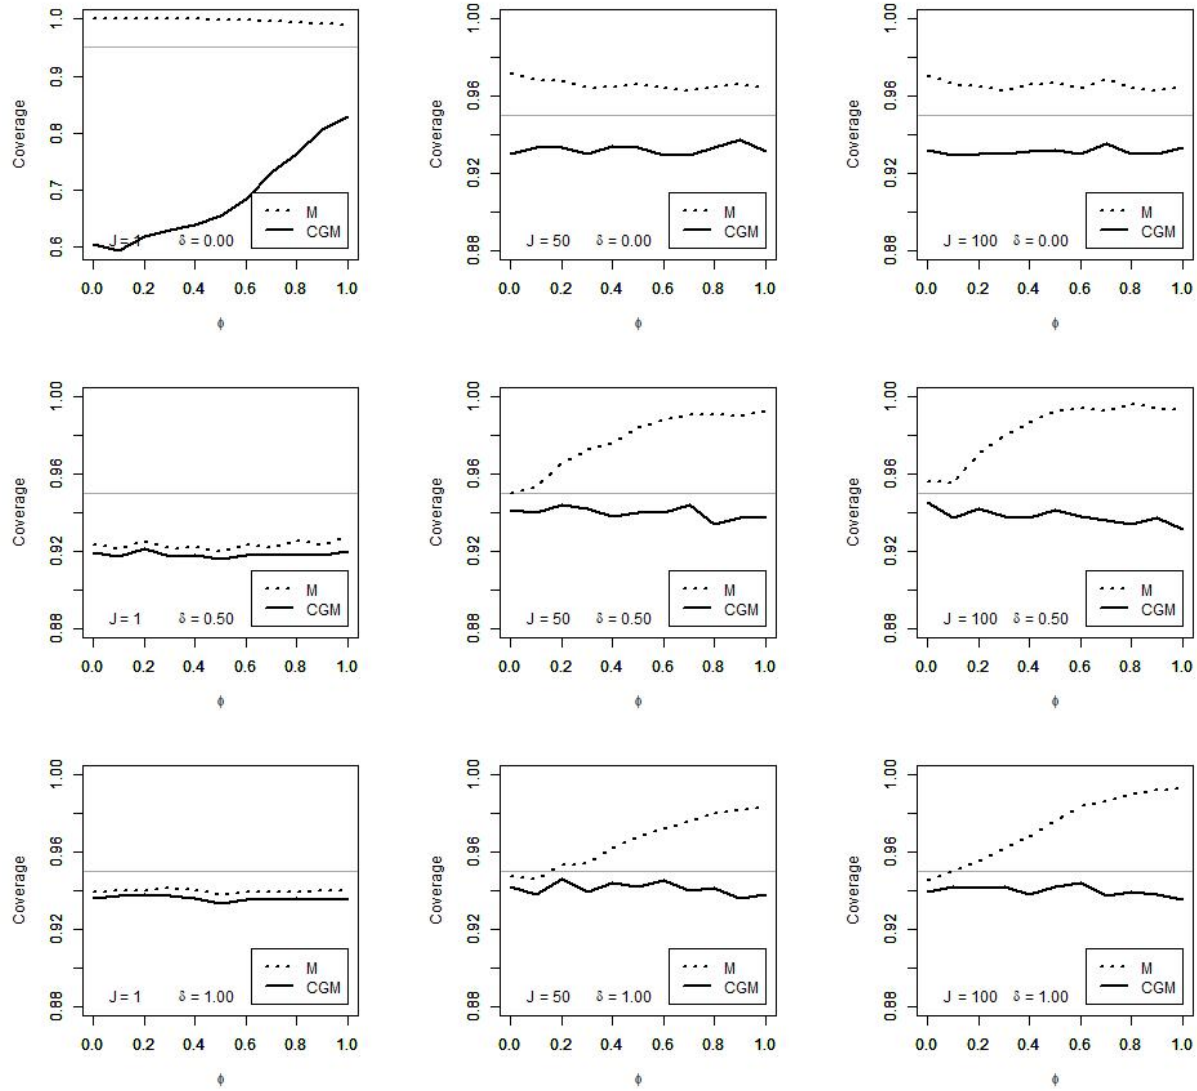 1.0
0.9
0.8
0.7
0.6
Coverage
M
CGM
J = 1 δ = 0.00
0.0 0.2 0.4 0.6 0.8 1.0
ϕ
1.00
0.96
0.92
0.88
Coverage
M
CGM
J = 50 δ = 0.00
0.0 0.2 0.4 0.6 0.8 1.0
ϕ
1.00
0.96
0.92
0.88
Coverage
M
CGM
J = 100 δ = 0.00
0.0 0.2 0.4 0.6 0.8 1.0
ϕ
1.00
0.96
0.92
0.88
Coverage
M
CGM
J = 1 δ = 0.50
0.0 0.2 0.4 0.6 0.8 1.0
ϕ
1.00
0.96
0.92
0.88
Coverage
M
CGM
J = 50 δ = 0.50
0.0 0.2 0.4 0.6 0.8 1.0
ϕ
1.00
0.96
0.92
0.88
Coverage
M
CGM
J = 100 δ = 0.50
0.0 0.2 0.4 0.6 0.8 1.0
ϕ
1.00
0.96
0.92
0.88
Coverage
M
CGM
J = 1 δ = 1.00
0.0 0.2 0.4 0.6 0.8 1.0
ϕ
1.00
0.96
0.92
0.88
Coverage
M
CGM
J = 50 δ = 1.00
0.0 0.2 0.4 0.6 0.8 1.0
ϕ
1.00
0.96
0.92
0.88
Coverage
M
CGM
J = 100 δ = 1.00
0.0 0.2 0.4 0.6 0.8 1.0
ϕ